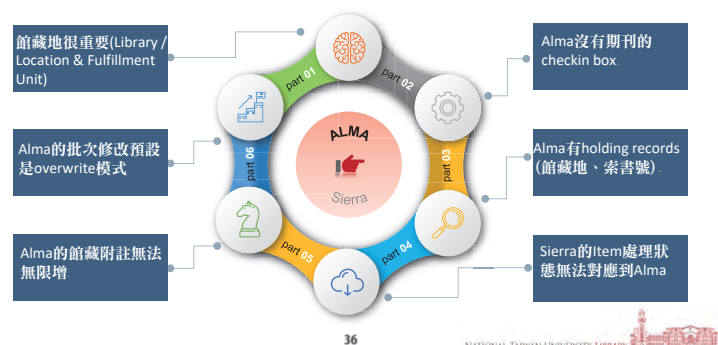 館藏地很重要(Library /
Location & Fulfillment
Unit)
Alma沒有期刊的
checkin box.
part 01
part 02
Alma的批次修改預設
是overwrite模式
part 06
ALMA
Sierra
part 03
Alma有holding records
(館藏地、索書號).
Alma的館藏附註無法
無限增
part 05
part 04
Sierra的Item處理狀
態無法對應到Alma
36
NATIONAL TAIWAN UNIVERSITY LIBRARY